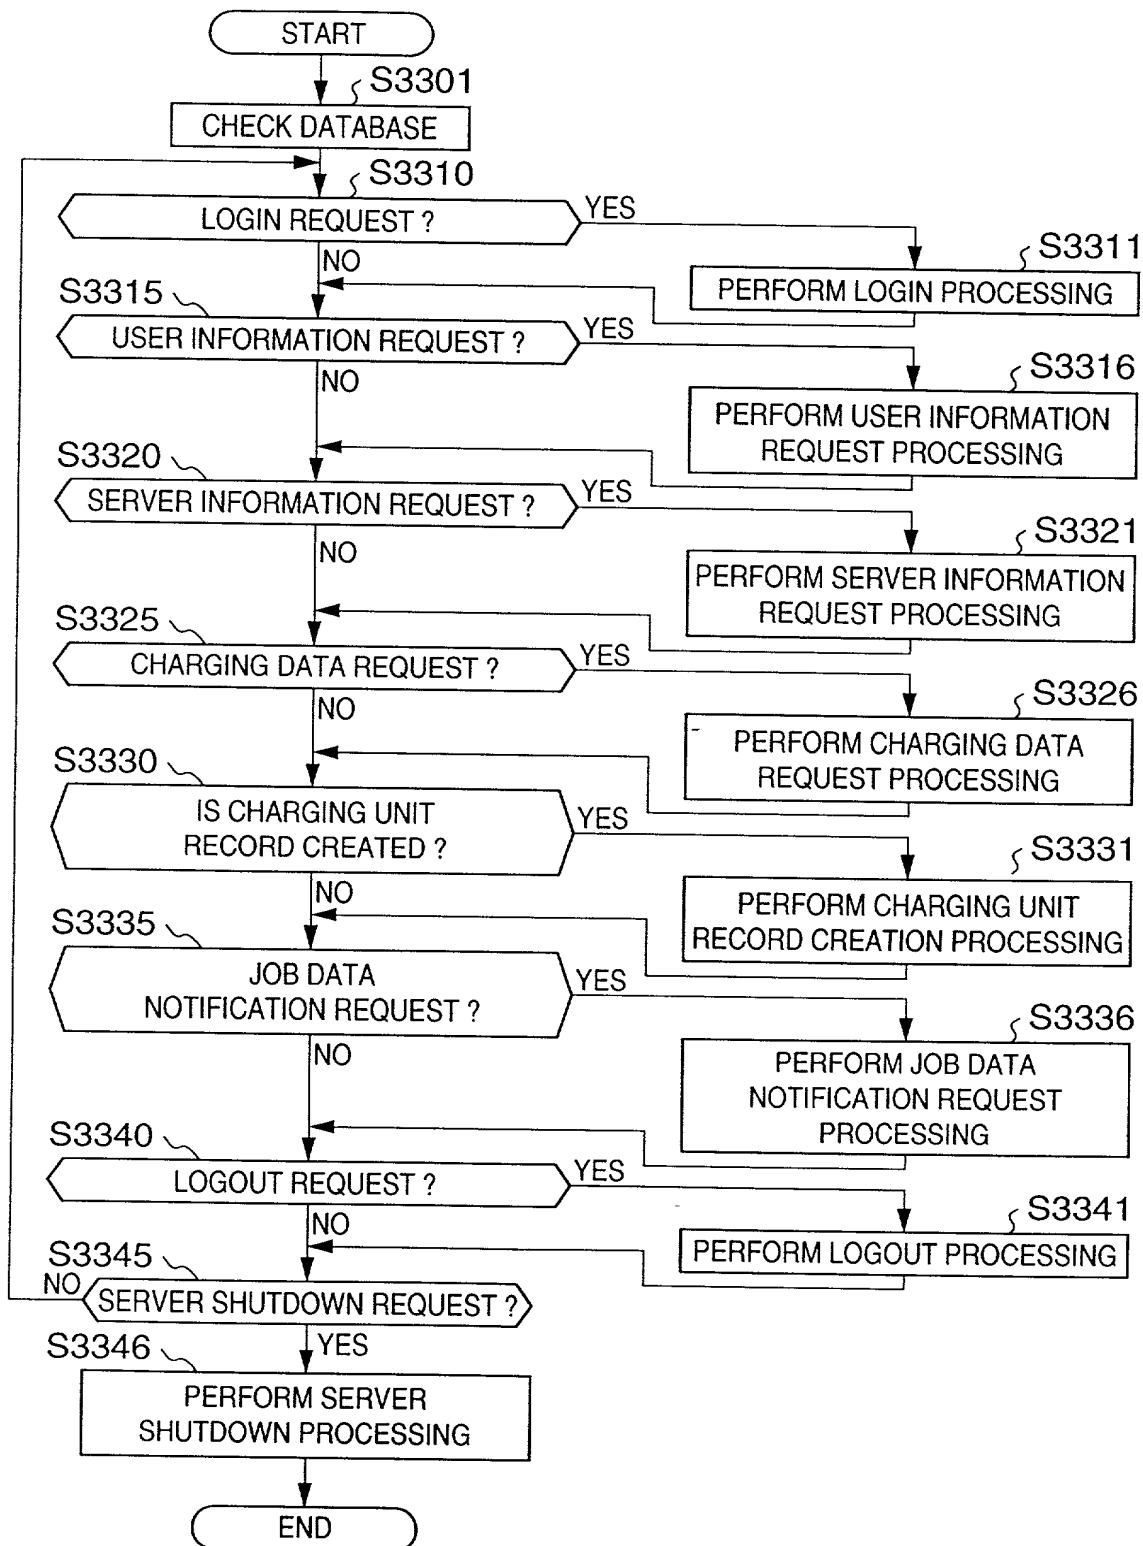 START
S3301
CHECK DATABASE
S3310
LOGIN REQUEST ?
YES
NO
S3311
PERFORM LOGIN PROCESSING
S3315
USER INFORMATION REQUEST ?
YES
NO
S3316
PERFORM USER INFORMATION
REQUEST PROCESSING
S3320
SERVER INFORMATION REQUEST ?
YES
NO
S3321
PERFORM SERVER INFORMATION
REQUEST PROCESSING
S3325
CHARGING DATA REQUEST ?
YES
NO
S3326
PERFORM CHARGING DATA
REQUEST PROCESSING
S3330
IS CHARGING UNIT
RECORD CREATED ?
YES
NO
S3331
PERFORM CHARGING UNIT
RECORD CREATION PROCESSING
S3335
JOB DATA
NOTIFICATION REQUEST ?
YES
NO
S3336
PERFORM JOB DATA
NOTIFICATION REQUEST
PROCESSING
S3340
LOGOUT REQUEST ?
YES
NO
S3341
PERFORM LOGOUT PROCESSING
S3345
NO
SERVER SHUTDOWN REQUEST ?
YES
S3346
PERFORM SERVER
SHUTDOWN PROCESSING
END